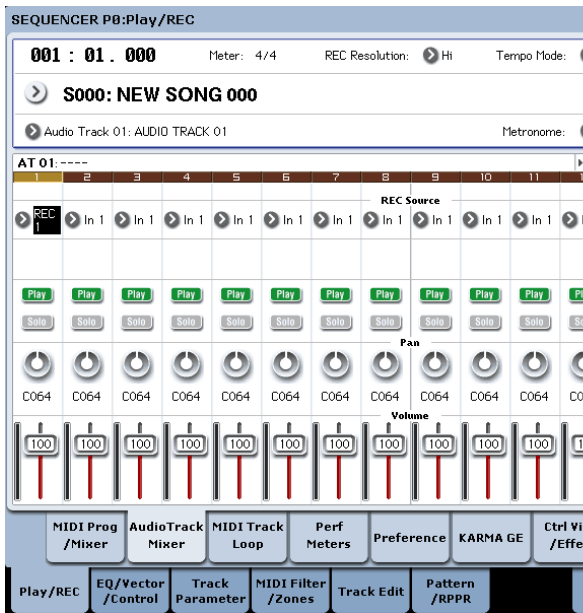 SEQUENCER P0:Play/REC
001 : 01 . 000 Meter: 4/4 REC Resolution: Hi Tempo Mode:
S000: NEW SONG 000
Audio Track 01: AUDIO TRACK 01 Metronome:
AT 01:----
1 2 3 4 5 6 7 8 9 10 11
REC Source
REC 1 In 1 In 1 In 1 In 1 In 1 In 1 In 1 In 1 In 1 In 1
Play Play Play Play Play Play Play Play Play Play Play
Solo Solo Solo Solo Solo Solo Solo Solo Solo Solo Solo
Pan
C064 C064 C064 C064 C064 C064 C064 C064 C064 C064 C064
Volume
100 100 100 100 100 100 100 100 100 100 100
MIDI Prog /Mixer AudioTrack Mixer MIDI Track Loop Perf Meters Preference KARMA GE Ctrl
Play/REC EQ/Vector /Control Track Parameter MIDI Filter /Zones Track Edit Pattern /RPPR